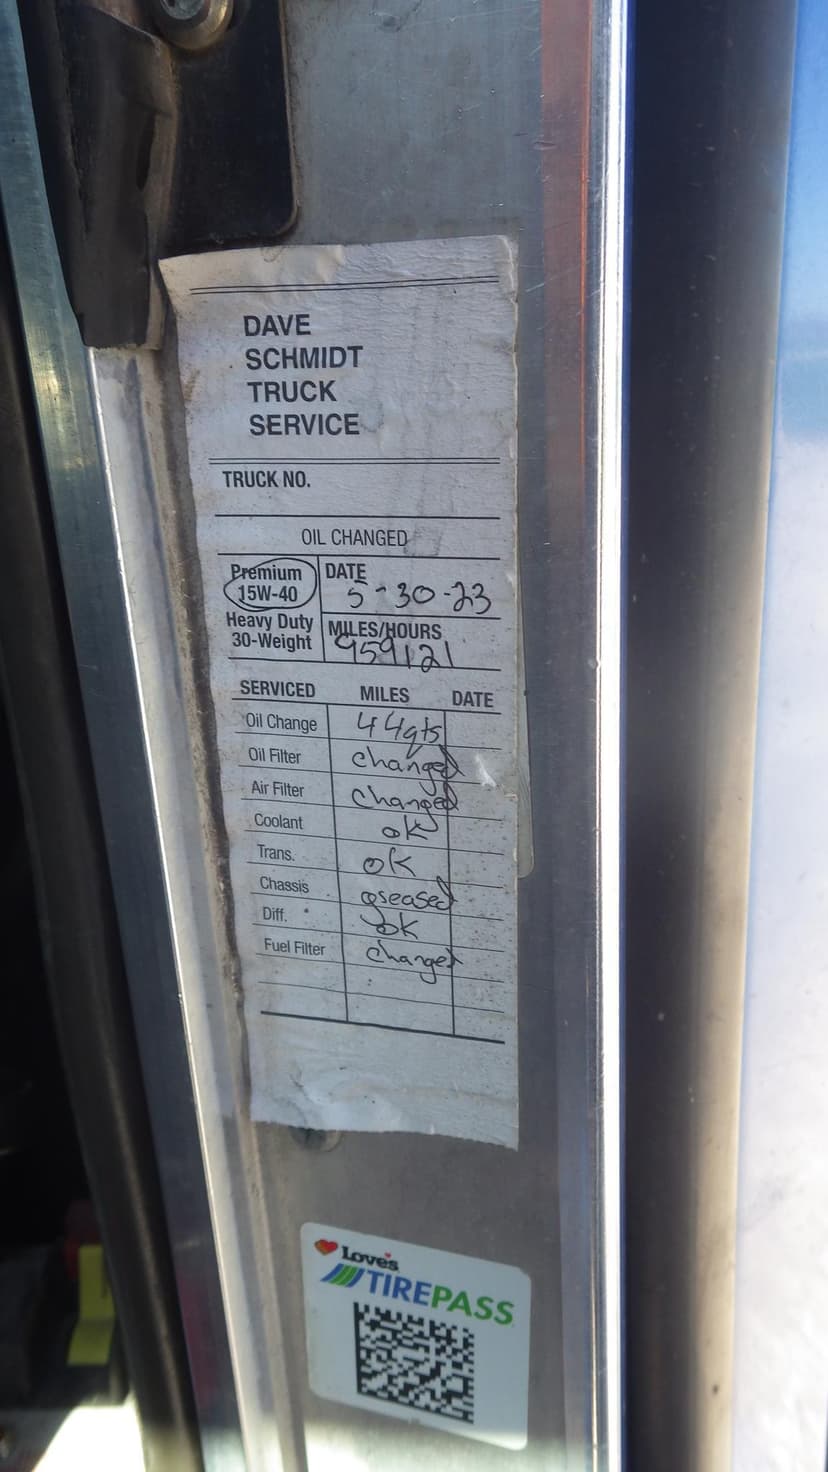 DAVE
SCHMIDT
TRUCK
SERVICE
TRUCK NO.
OIL CHANGED
Premium
15W-40
DATE
5-30-23
Heavy Duty
30-Weight
MILES/HOURS
959121
SERVICED MILES DATE
Oil Change 44qts
Oil Filter changed
Air Filter changed
Coolant ok
Trans. ok
Chassis greased
Diff. ok
Fuel Filter changed
Love's
TIREPASS